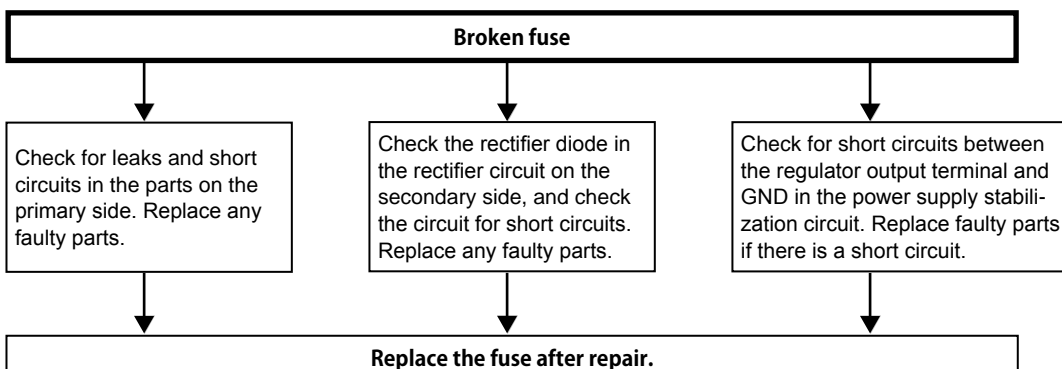 Broken fuse
Check for leaks and short
circuits in the parts on the
primary side. Replace any
faulty parts.
Check the rectifier diode in
the rectifier circuit on the
secondary side, and check
the circuit for short circuits.
Replace any faulty parts.
Check for short circuits between
the regulator output terminal and
GND in the power supply stabili-
zation circuit. Replace faulty parts
if there is a short circuit.
Replace the fuse after repair.